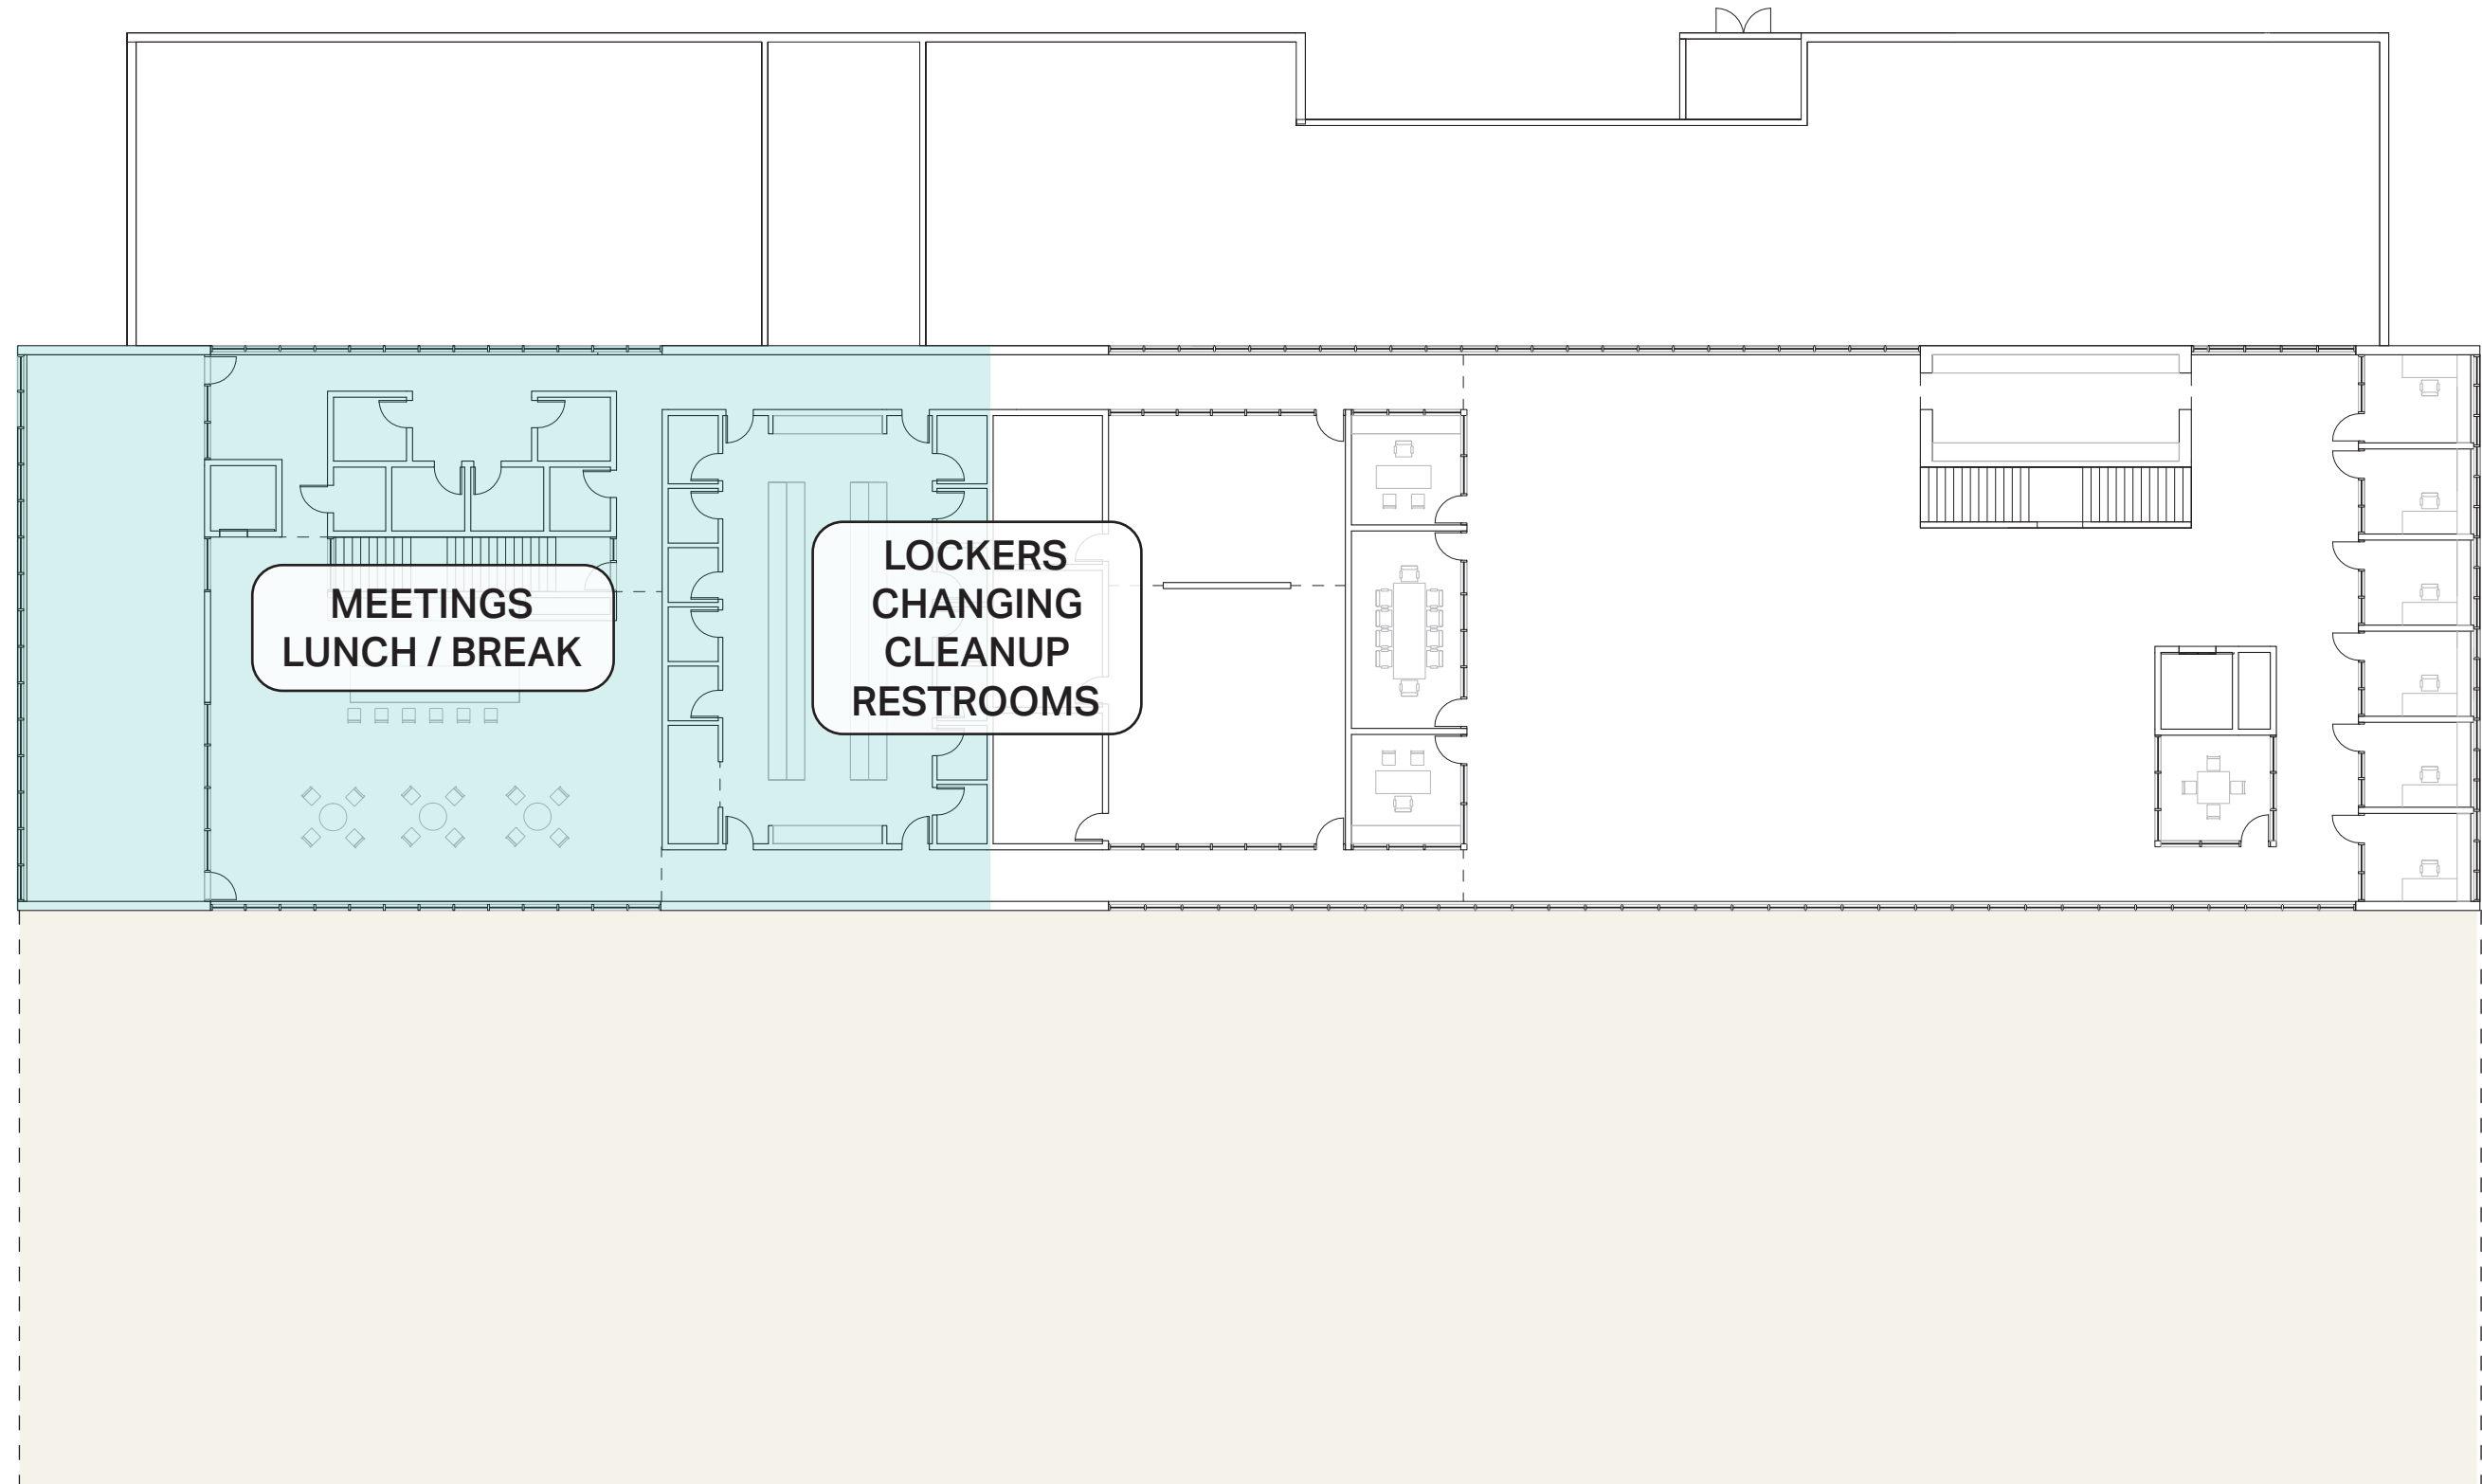 MEETINGS
LUNCH / BREAK
LOCKERS
CHANGING
CLEANUP
RESTROOMS